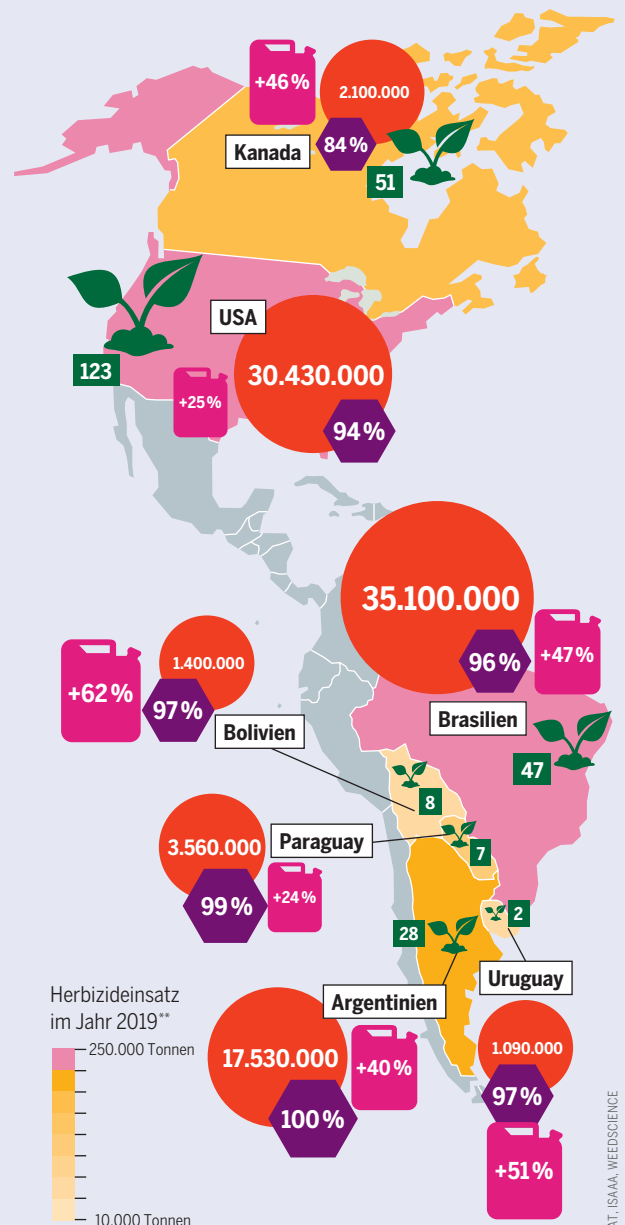 +46 %
2.100.000
Kanada
84 %
51
USA
123
+25 %
30.430.000
94 %
35.100.000
96 %
+47 %
Brasilien
47
1.400.000
+62 %
97 %
Bolivien
8
3.560.000
Paraguay
99 %
+24 %
7
2
28
Uruguay
Argentinien
17.530.000
+40 %
100 %
1.090.000
97 %
+51 %
Herbizideinsatz
im Jahr 2019**
250.000 Tonnen
10.000 Tonnen
ISAAA, WEEDSCIENCE